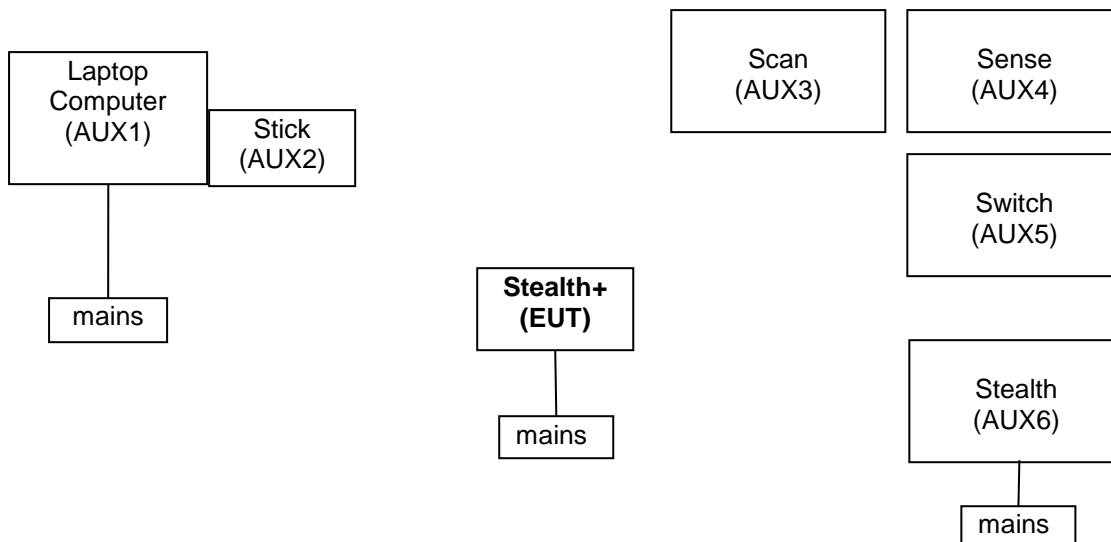 Laptop
Computer
(AUX1)
Stick
(AUX2)
mains
Stealth+
(EUT)
mains
Scan
(AUX3)
Sense
(AUX4)
Switch
(AUX5)
Stealth
(AUX6)
mains